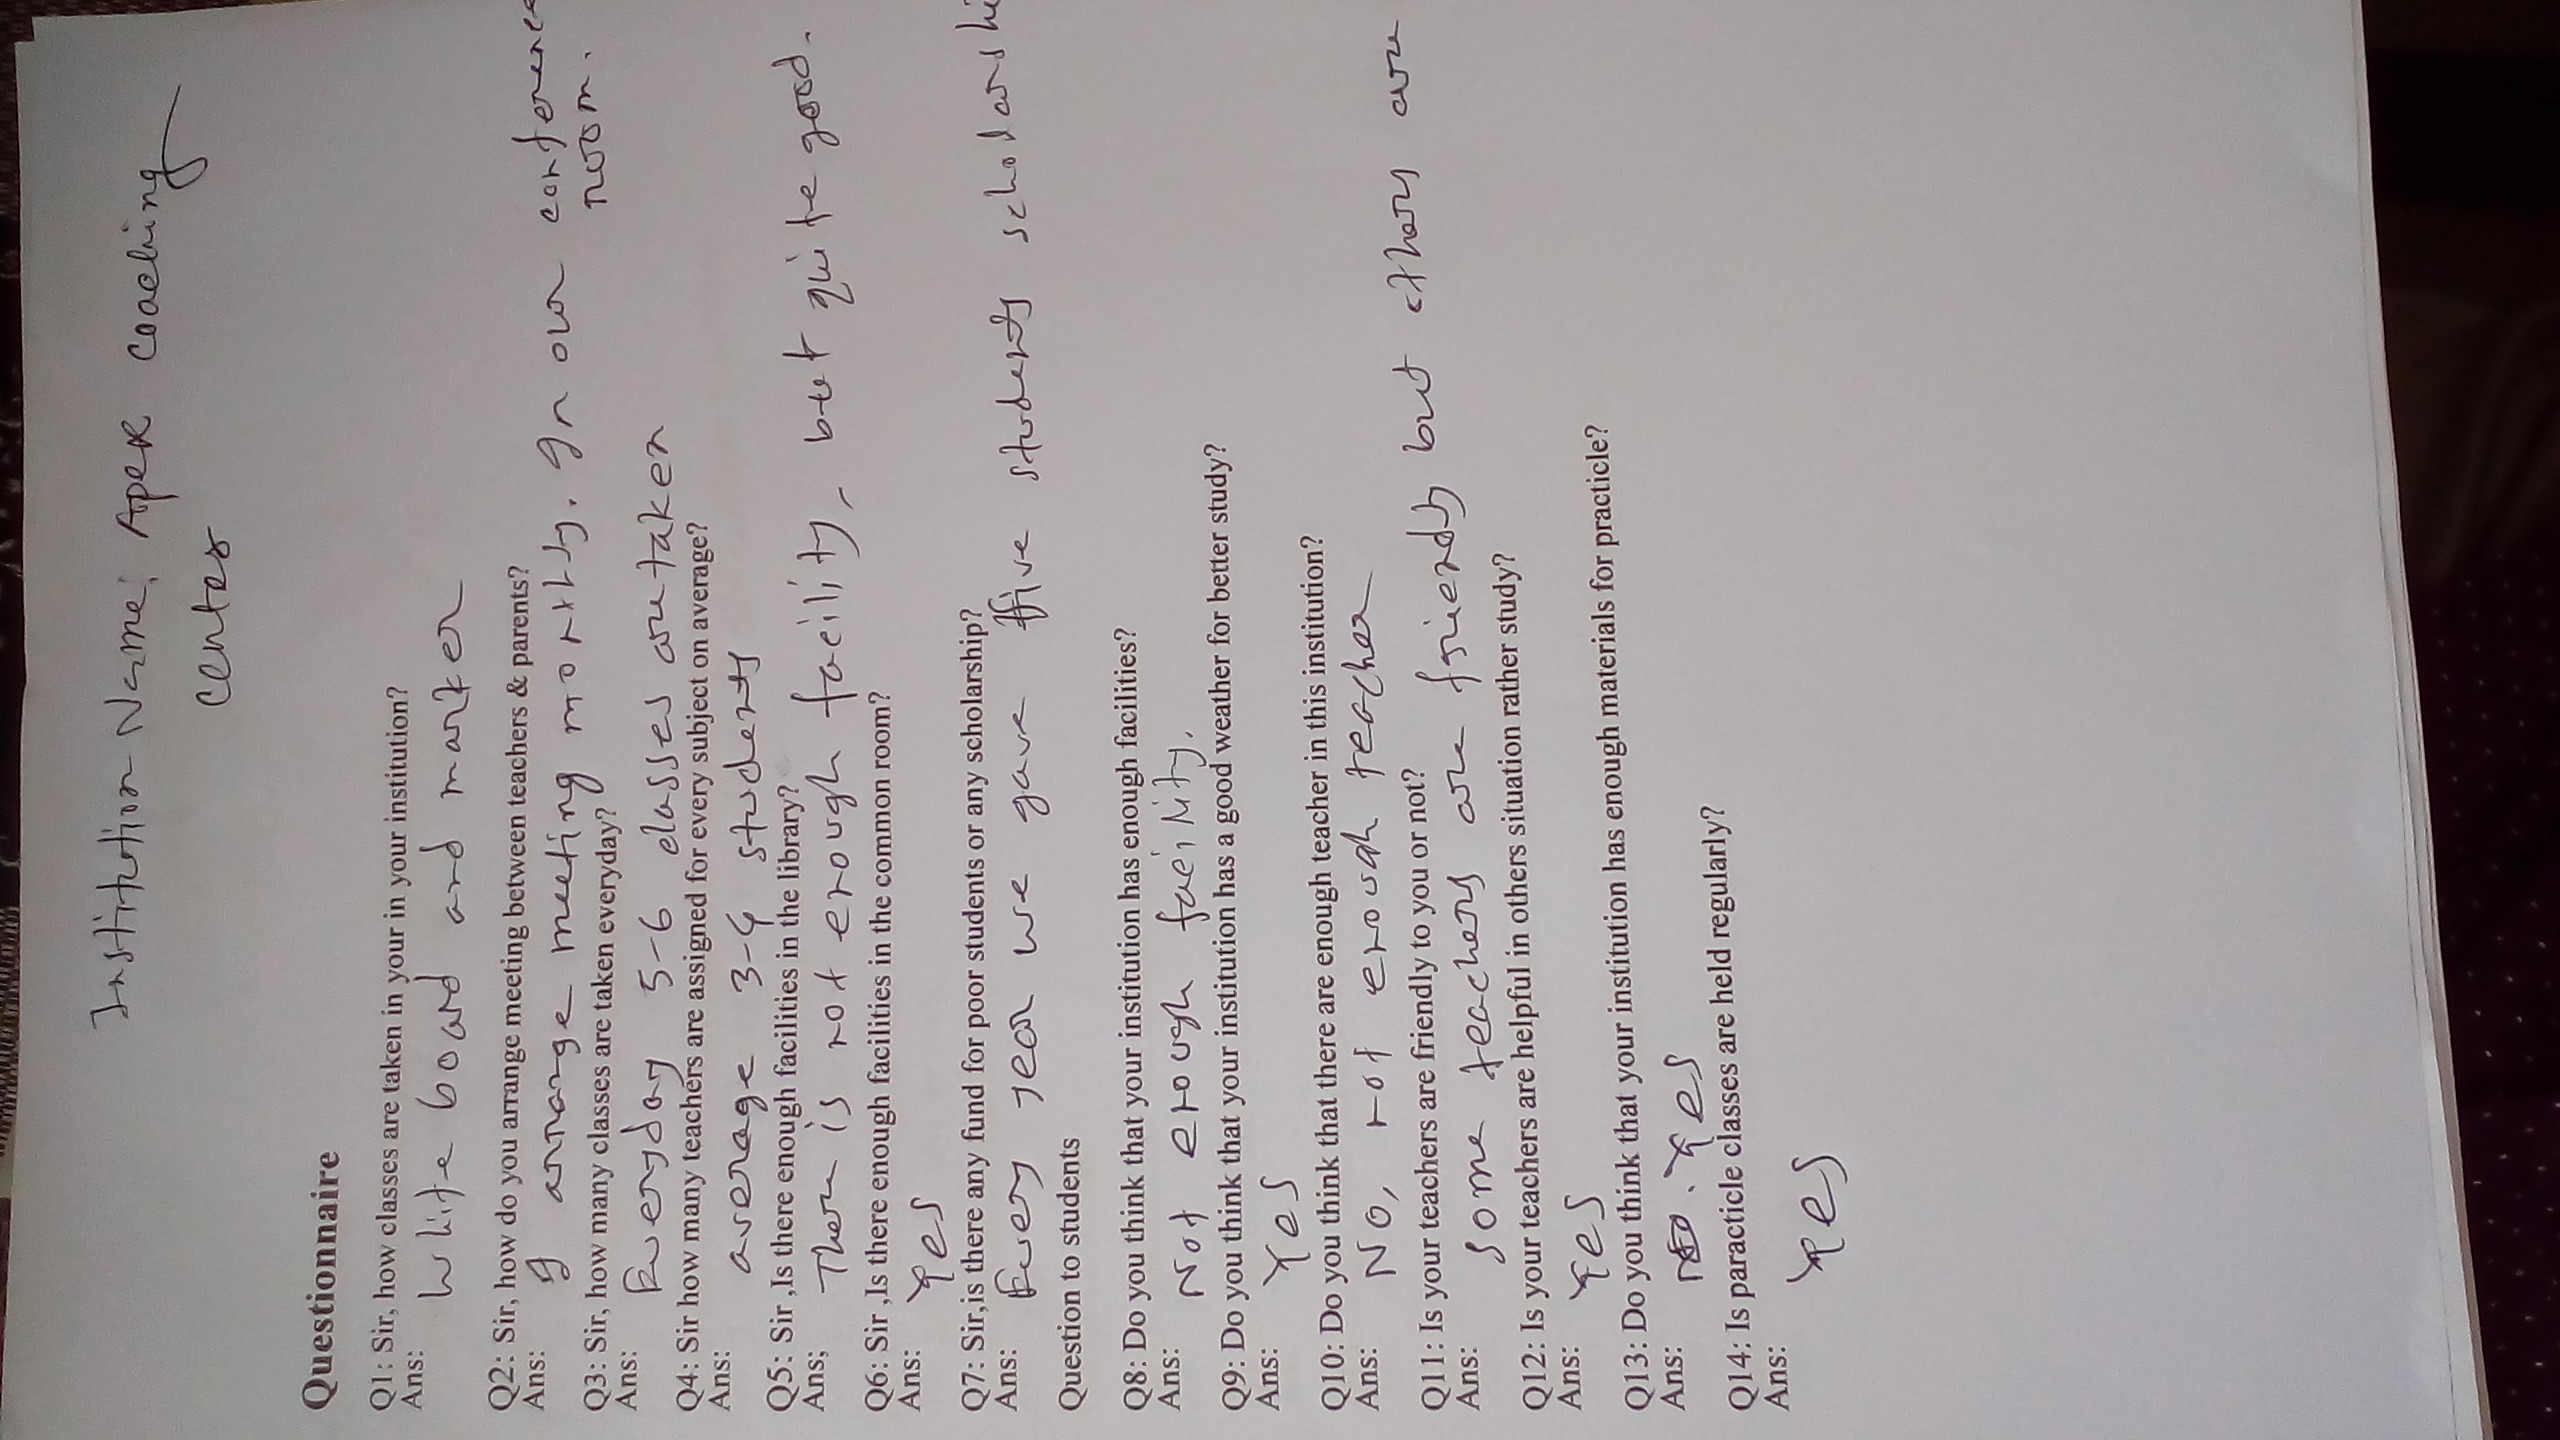 Institution Name: Apex coaching
center
Questionnaire
Q1: Sir, how classes are taken in your in your institution?
Ans: White board and marker
Q2: Sir, how do you arrange meeting between teachers & parents?
Ans: I arrange meeting monthly. In our conference
room.
Q3: Sir, how many classes are taken everyday?
Ans: Everyday 5-6 classes are taken
Q4: Sir how many teachers are assigned for every subject on average?
Ans: average 3-4 students
Q5: Sir ,Is there enough facilities in the library?
Ans; There is not enough facility, but quite good.
Q6: Sir ,Is there enough facilities in the common room?
Ans: Yes
Q7: Sir,is there any fund for poor students or any scholarship?
Ans: Every year we gave five students scholarshi
Question to students
Q8: Do you think that your institution has enough facilities?
Ans: Not enough facility.
Q9: Do you think that your institution has a good weather for better study?
Ans: Yes
Q10: Do you think that there are enough teacher in this institution?
Ans: No, not enough teacher
Q11: Is your teachers are friendly to you or not?
Ans: some teachers are friendly but others are
Q12: Is your teachers are helpful in others situation rather study?
Ans: Yes
Q13: Do you think that your institution has enough materials for practicle?
Ans: . Yes
Q14: Is paracticle classes are held regularly?
Ans:
Yes